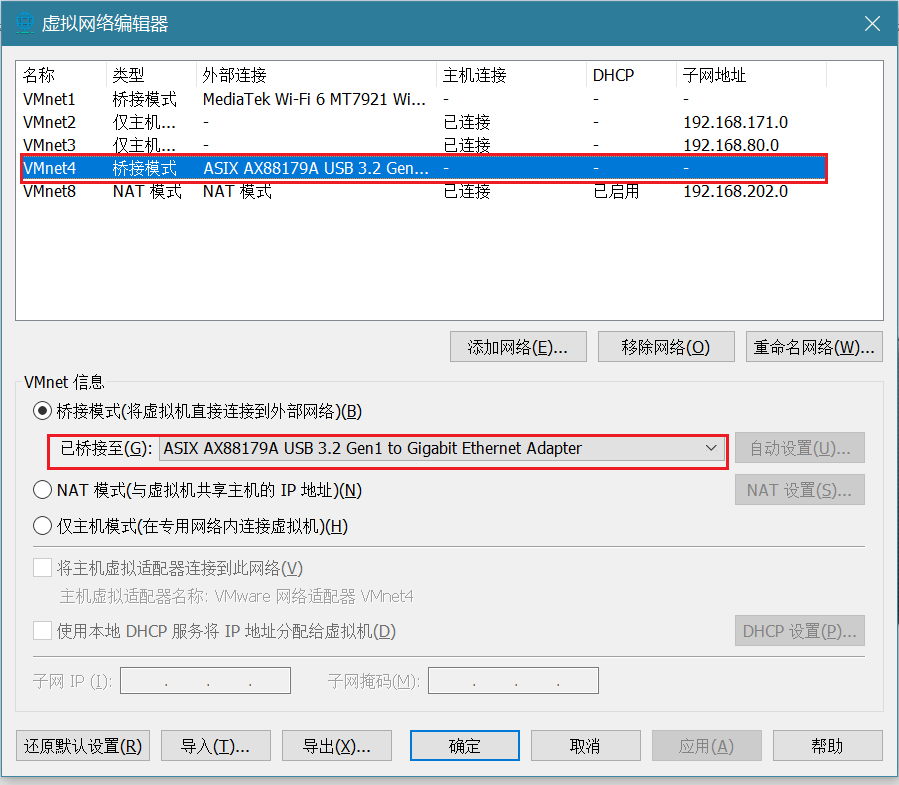 虚拟网络编辑器
名称 类型 外部连接 主机连接 DHCP 子网地址
VMnet1 桥接模式 MediaTek Wi-Fi 6 MT7921 Wi... - - -
VMnet2 仅主机... - 已连接 - 192.168.171.0
VMnet3 仅主机... - 已连接 - 192.168.80.0
VMnet4 桥接模式 ASIX AX88179A USB 3.2 Gen... - - -
VMnet8 NAT 模式 NAT 模式 已连接 已启用 192.168.202.0
添加网络(E)... 移除网络(O) 重命名网络(W)...
VMnet 信息
桥接模式(将虚拟机直接连接到外部网络)(B)
已桥接至(G): ASIX AX88179A USB 3.2 Gen1 to Gigabit Ethernet Adapter 自动设置(U)...
NAT 模式(与虚拟机共享主机的 IP 地址)(N) NAT 设置(S)...
仅主机模式(在专用网络内连接虚拟机)(H)
将主机虚拟适配器连接到此网络(V)
主机虚拟适配器名称: VMware 网络适配器 VMnet4
使用本地 DHCP 服务将 IP 地址分配给虚拟机(D) DHCP 设置(P)...
子网 IP (I): . . . 子网掩码(M): . . .
还原默认设置(R) 导入(T)... 导出(X)... 确定 取消 应用(A) 帮助